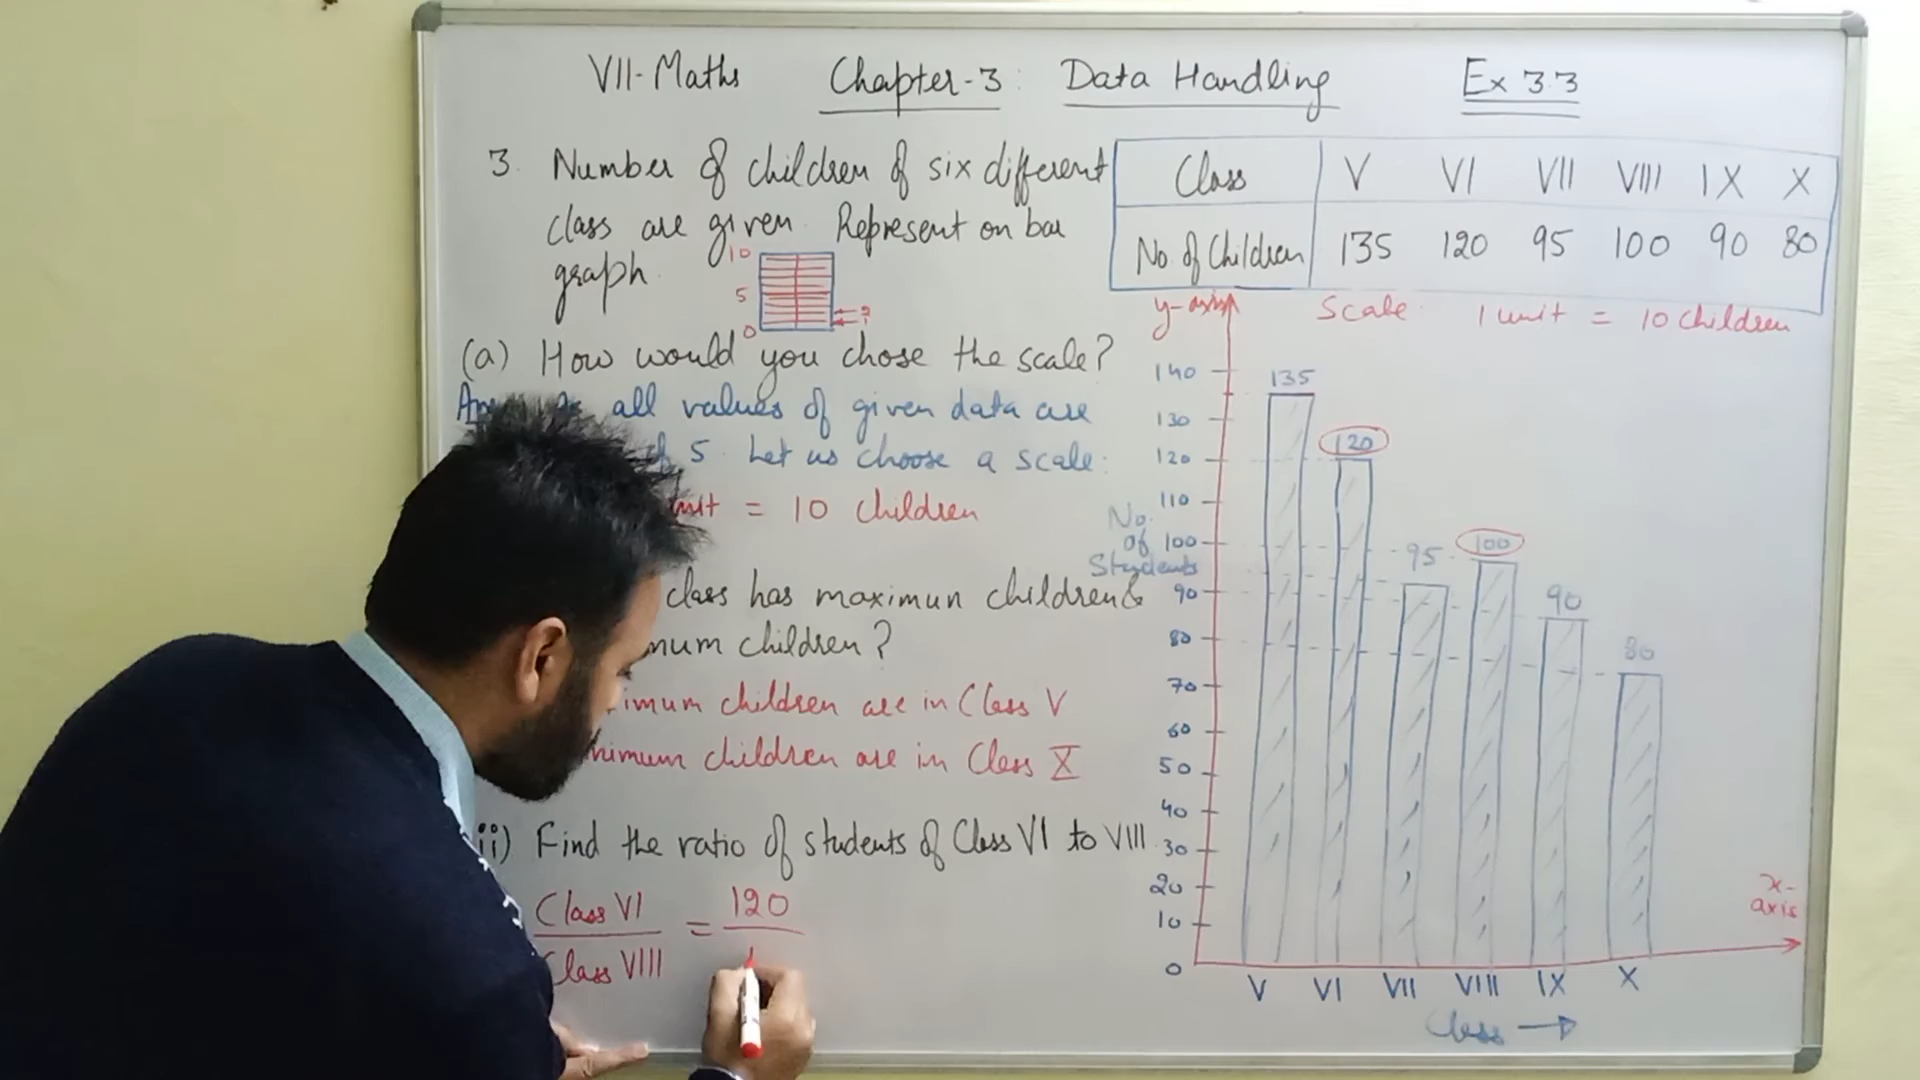 VII-Maths Chapter-3: Data Handling Ex 3.3
3. Number of children of six different
class are given. Represent on bar
graph.
10
5
0
Class V VI VII VIII IX X
No. of Children 135 120 95 100 90 80
(a) How would you chose the scale?
all values of given data are
5. Let us choose a scale:
= 10 children
class has maximun children &
children?
children are in Class V
children are in Class X
ii) Find the ratio of students of Class VI to VIII.
Class VI
Class VIII
= 120
y-axis
Scale 1 unit = 10 children
No.
of
Students
140
130
120
110
100
90
80
70
60
50
40
30
20
10
0
135
120
95
100
90
80
x-
axis
V VI VII VIII IX X
Class →